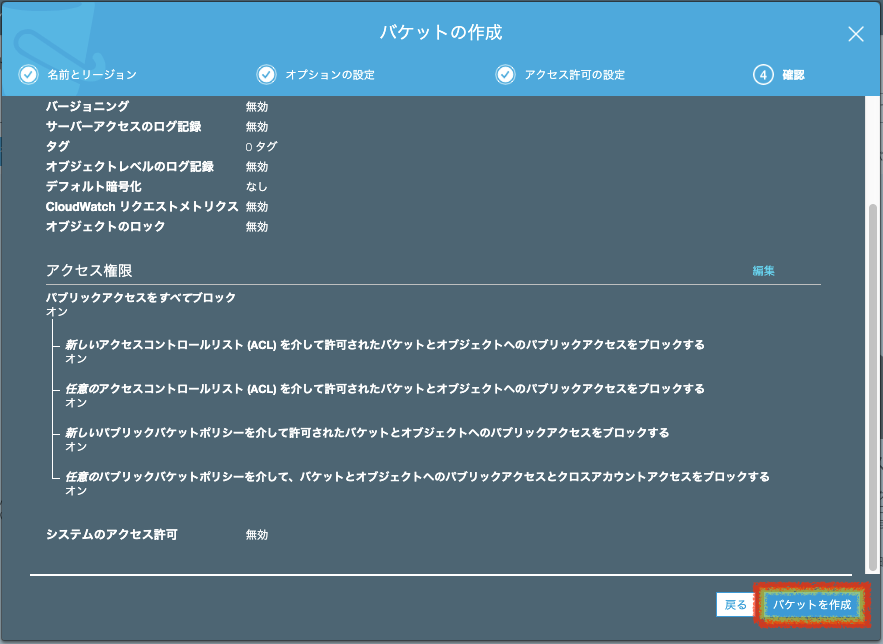 バケットの作成
名前とリージョン
オプションの設定
アクセス許可の設定
4 確認
バージョニング 無効
サーバーアクセスのログ記録 無効
タグ 0 タグ
オブジェクトレベルのログ記録 無効
デフォルト暗号化 なし
CloudWatch リクエストメトリクス 無効
オブジェクトのロック 無効
アクセス権限 編集
パブリックアクセスをすべてブロック
オン
新しいアクセスコントロールリスト (ACL) を介して許可されたバケットとオブジェクトへのパブリックアクセスをブロックする
オン
任意のアクセスコントロールリスト (ACL) を介して許可されたバケットとオブジェクトへのパブリックアクセスをブロックする
オン
新しいパブリックバケットポリシーを介して許可されたバケットとオブジェクトへのパブリックアクセスをブロックする
オン
任意のパブリックバケットポリシーを介して、バケットとオブジェクトへのパブリックアクセスとクロスアカウントアクセスをブロックする
オン
システムのアクセス許可 無効
戻る バケットを作成